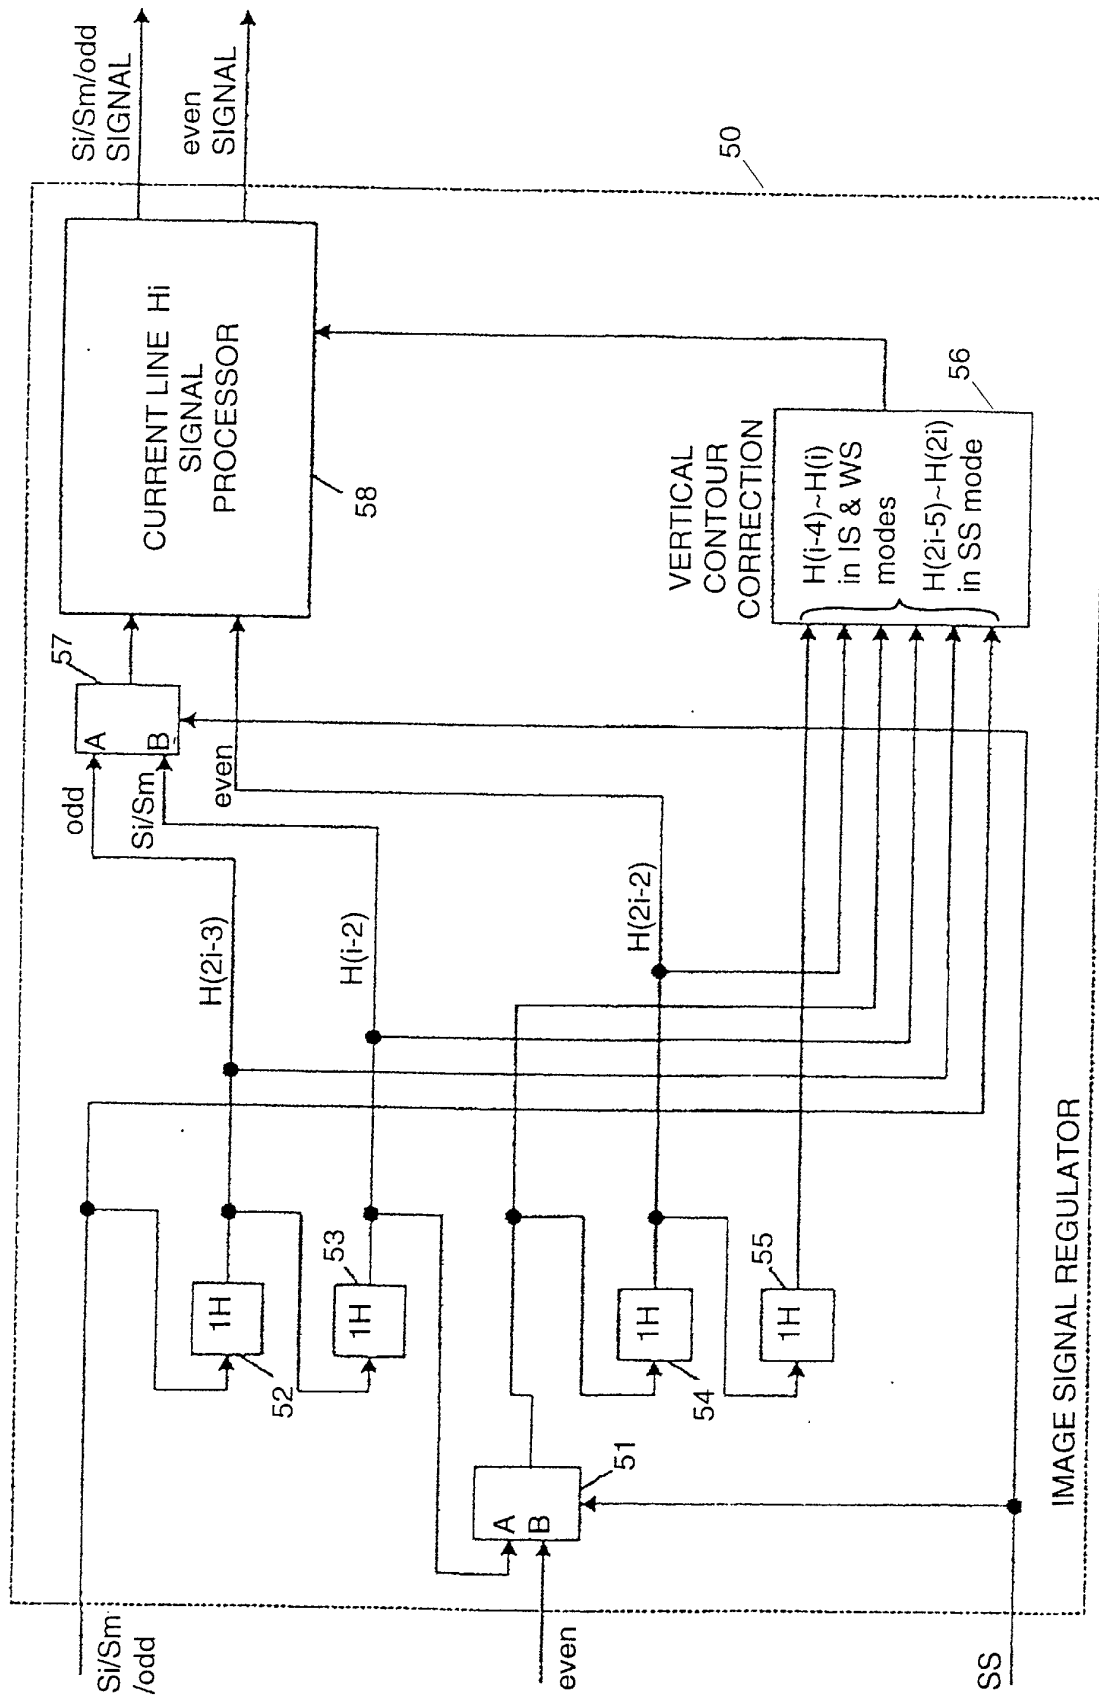 Si/Sm/odd
SIGNAL
even
SIGNAL
50
CURRENT LINE Hi
SIGNAL
PROCESSOR
58
57
A
B
odd
Si/Sm
even
VERTICAL
CONTOUR
CORRECTION
H(i-4)~H(i)
in IS & WS
modes
H(2i-5)~H(2i)
in SS mode
56
H(2i-3)
H(i-2)
H(2i-2)
1H
52
1H
53
1H
54
1H
55
A
B
51
IMAGE SIGNAL REGULATOR
Si/Sm
/odd
even
SS